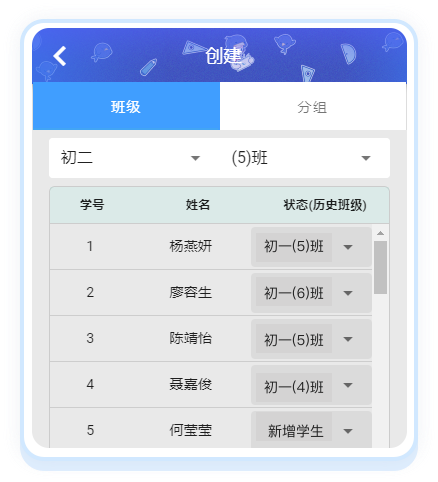 创建
班级 分组
初二 (5)班
学号 姓名 状态(历史班级)
1 杨燕妍 初一(5)班
2 廖容生 初一(6)班
3 陈靖怡 初一(5)班
4 聂嘉俊 初一(4)班
5 何莹莹 新增学生